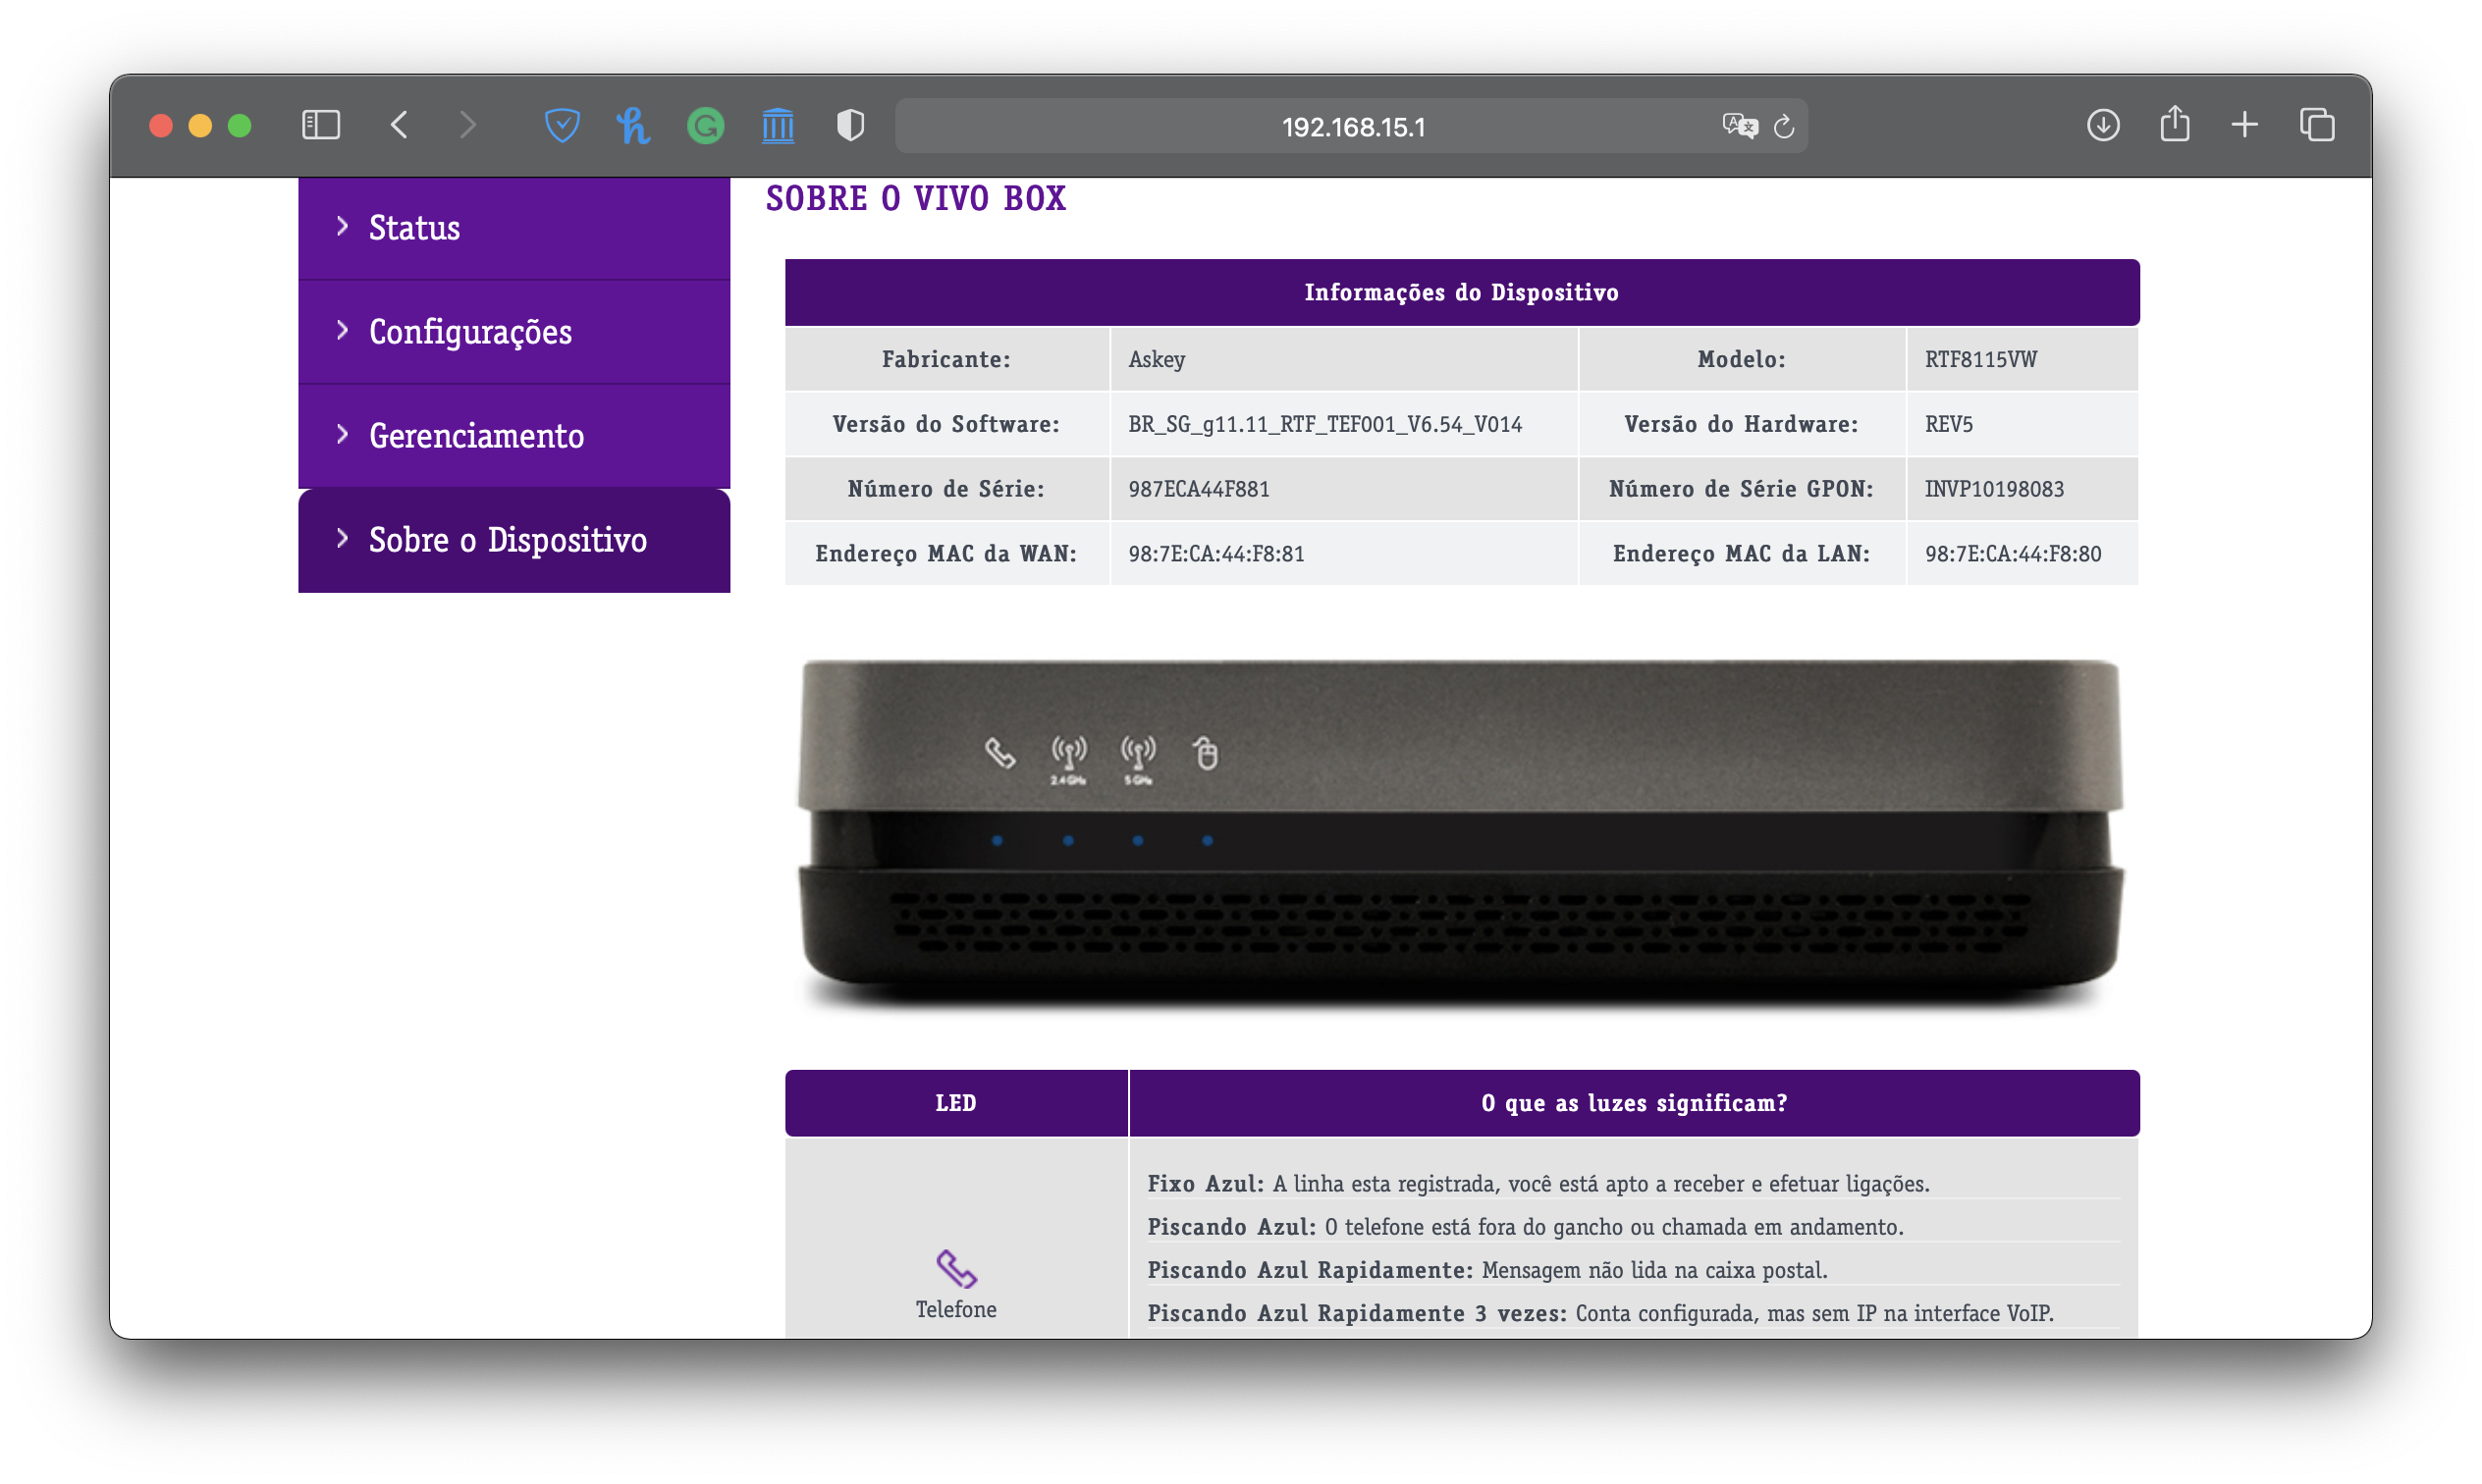 192.168.15.1
Status
Configurações
Gerenciamento
Sobre o Dispositivo
SOBRE O VIVO BOX
Informações do Dispositivo
Fabricante: Askey Modelo: RTF8115VW
Versão do Software: BR_SG_g11.11_RTF_TEF001_V6.54_V014 Versão do Hardware: REV5
Número de Série: 987ECA44F881 Número de Série GPON: INVP10198083
Endereço MAC da WAN: 98:7E:CA:44:F8:81 Endereço MAC da LAN: 98:7E:CA:44:F8:80
2.4 GHz 5 GHz
LED O que as luzes significam?
Fixo Azul: A linha esta registrada, você está apto a receber e efetuar ligações.
Piscando Azul: O telefone está fora do gancho ou chamada em andamento.
Piscando Azul Rapidamente: Mensagem não lida na caixa postal.
Piscando Azul Rapidamente 3 vezes: Conta configurada, mas sem IP na interface VoIP.
Telefone